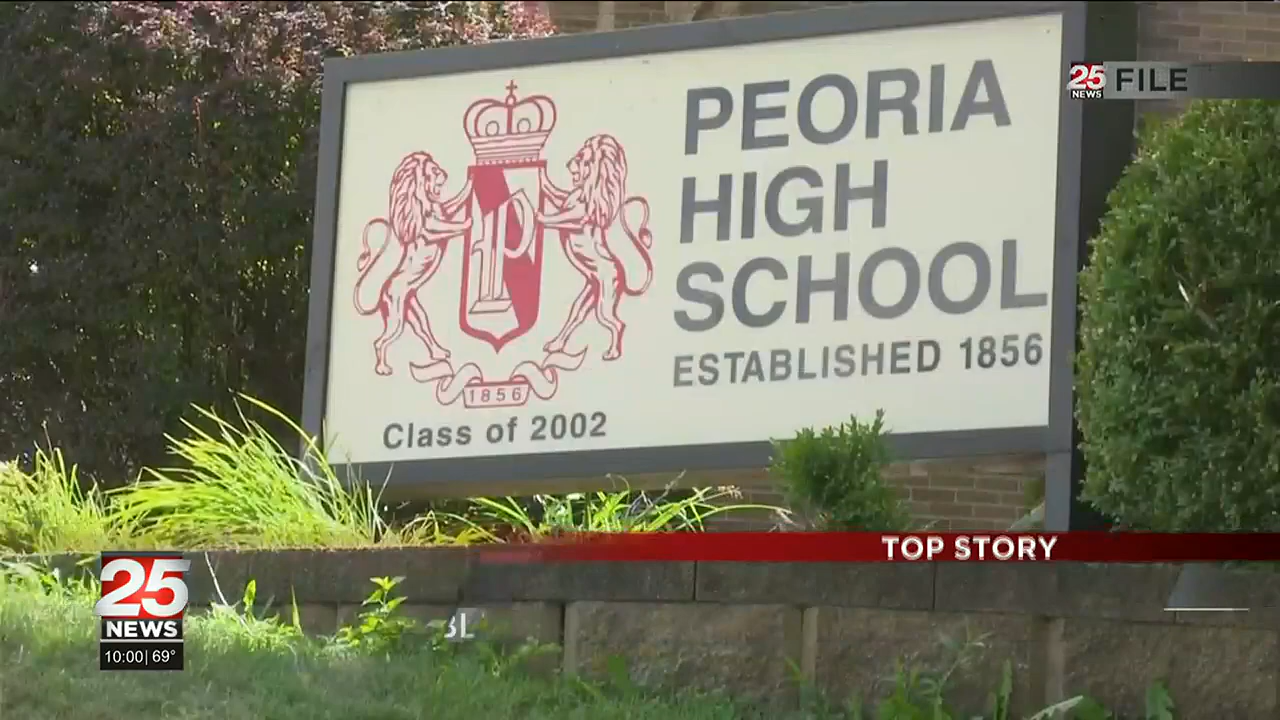 25
NEWS
FILE
PEORIA
HIGH
SCHOOL
ESTABLISHED 1856
P
1856
Class of 2002
TOP STORY
25
NEWS
10:00 69°